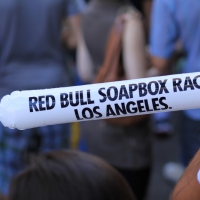 RED BULL SOAPBOX RAC
LOS ANGELES.